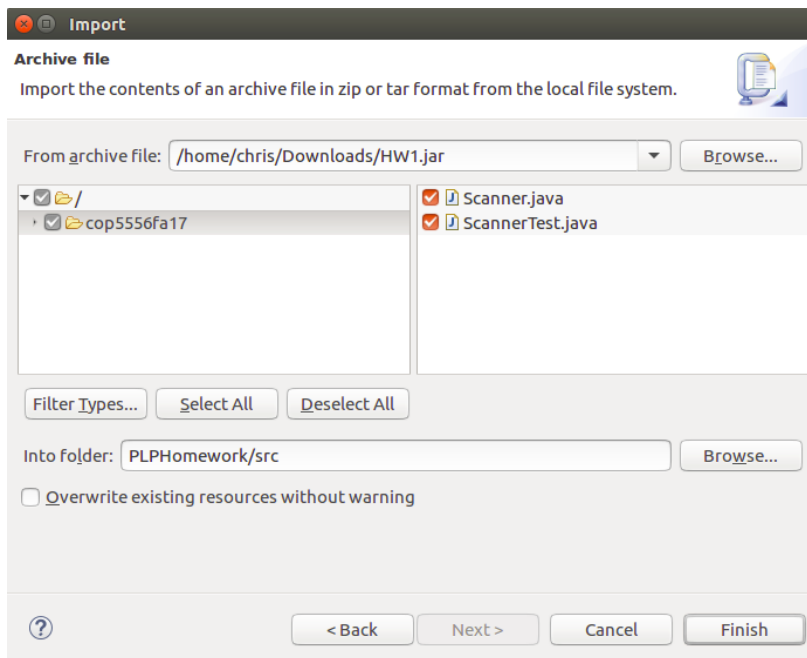 Import
Archive file
Import the contents of an archive file in zip or tar format from the local file system.
From archive file: /home/chris/Downloads/HW1.jar Browse...
/ Scanner.java
cop5556fa17 ScannerTest.java
Filter Types... Select All Deselect All
Into folder: PLPHomework/src Browse...
Overwrite existing resources without warning
? < Back Next > Cancel Finish